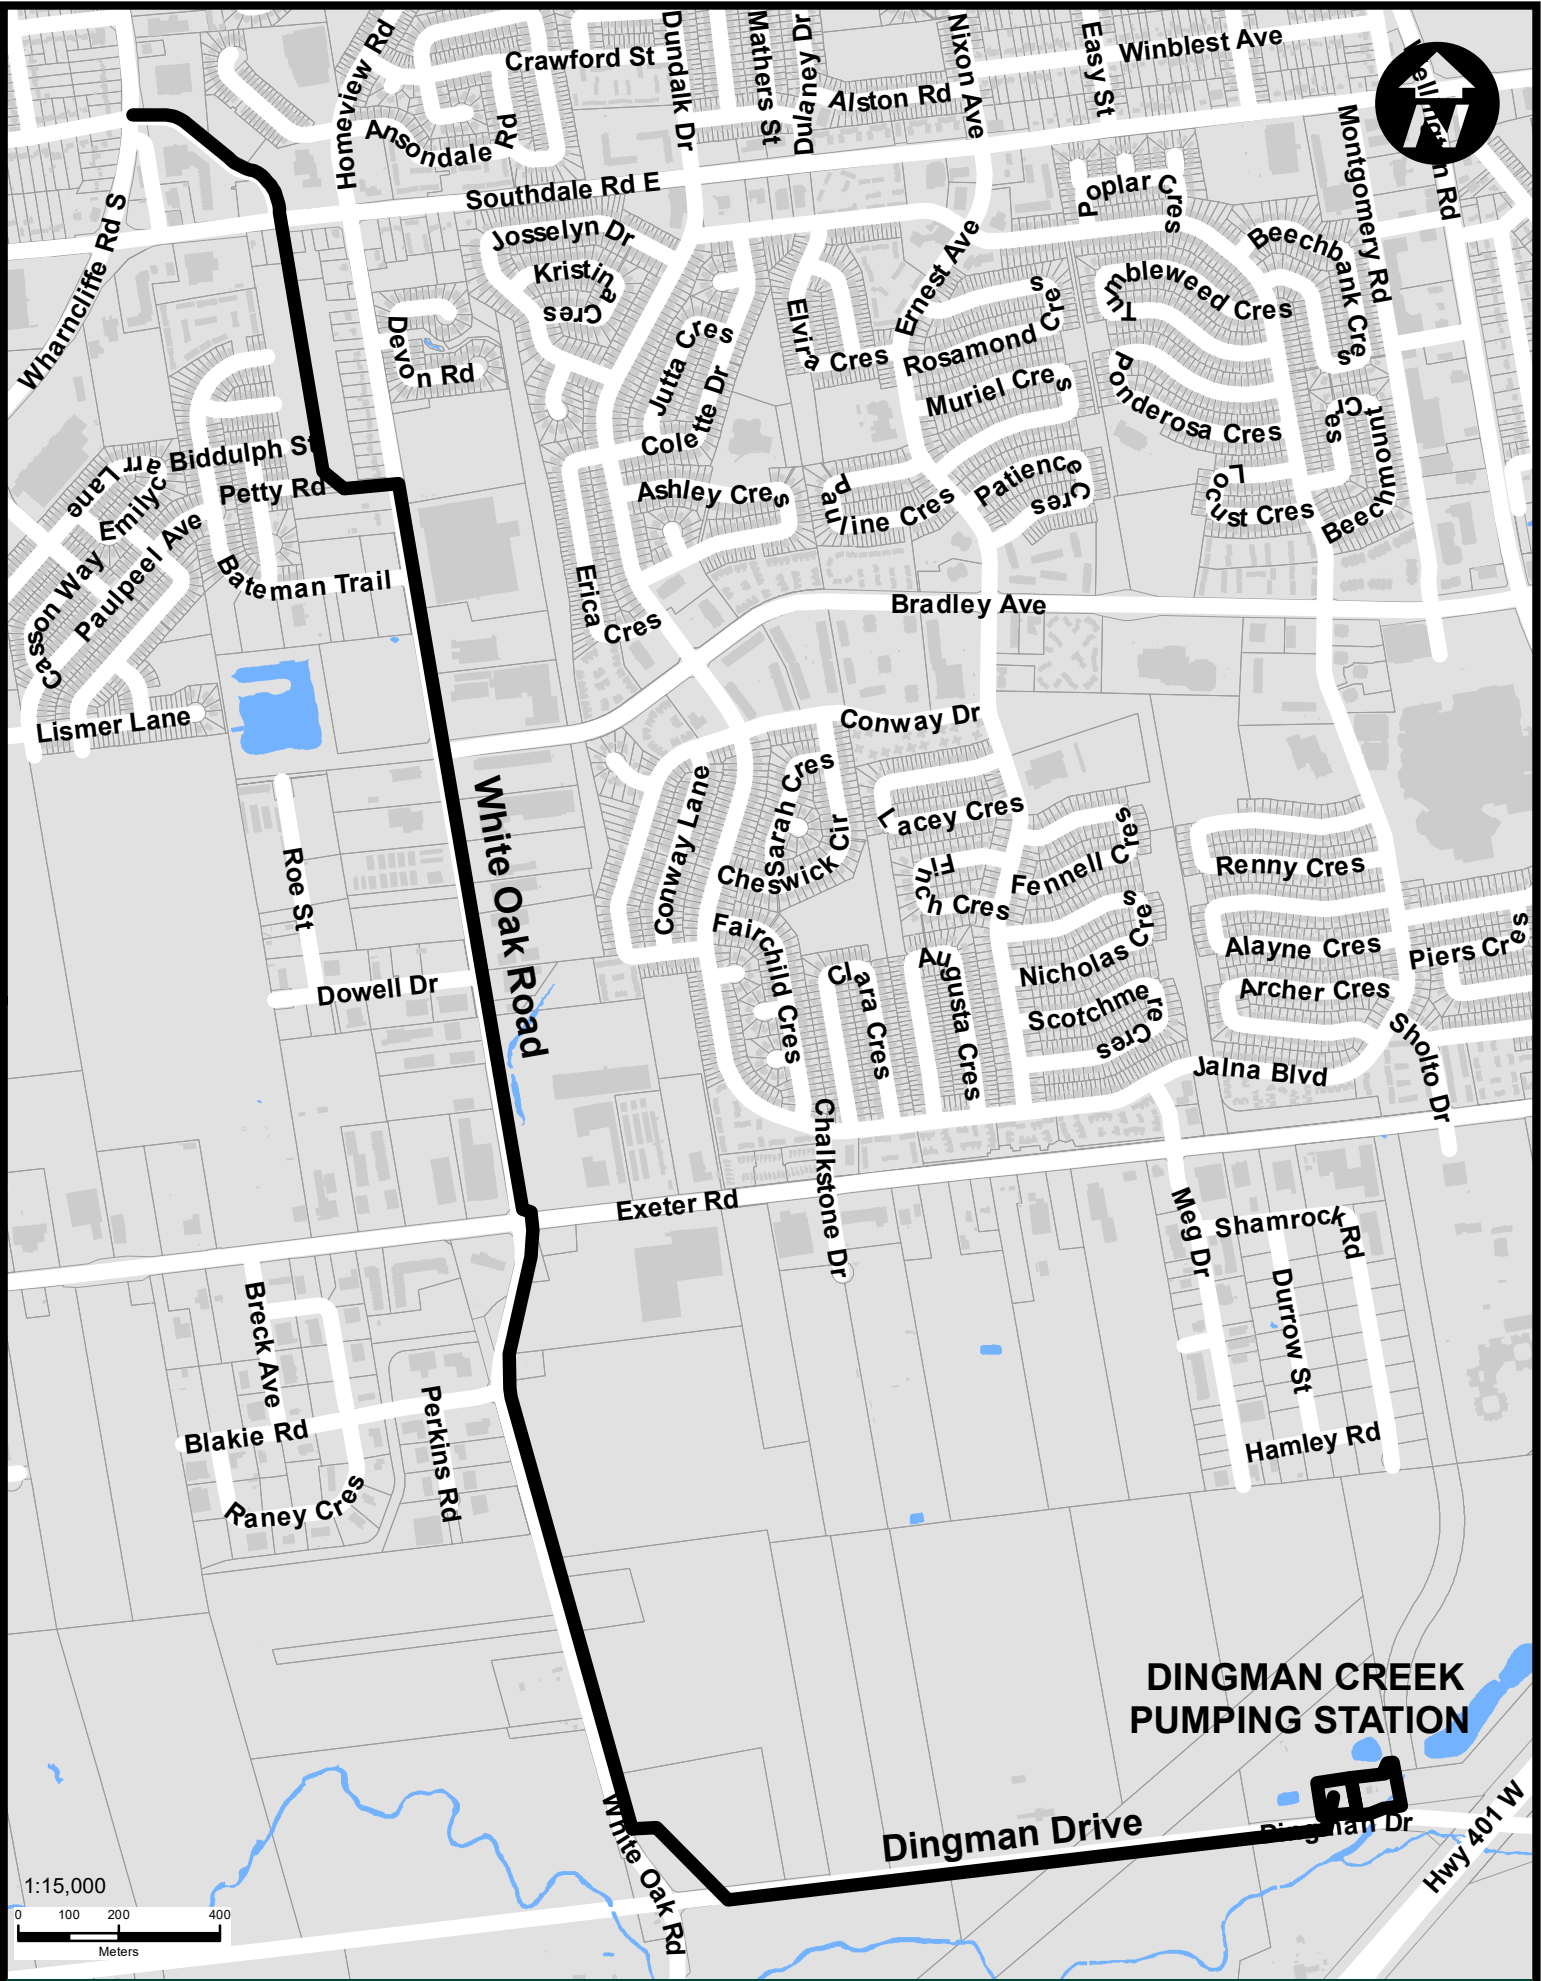 Crawford St
Dundalk Dr
Mathers St
Dulaney Dr
Nixon Ave
Easy St
Winblest Ave
Wellington Rd
N
Homeview Rd
Ansondale Rd
Alston Rd
Montgomery Rd
Southdale Rd E
Wharncliffe Rd S
Josselyn Dr
Kristina Cres
Poplar Cres
Beechbank Cres
Ernest Ave
Tumbleweed Cres
Devon Rd
Jutta Cres
Colette Dr
Elvira Cres
Rosamond Cres
Muriel Cres
Ponderosa Cres
Beechmount Cres
Biddulph St
Petty Rd
Emilycarr Lane
Ashley Cres
Pauline Cres
Patience Cres
Locust Cres
Casson Way
Paulpeel Ave
Bateman Trail
Erica Cres
Bradley Ave
Lismer Lane
Conway Dr
White Oak Road
Conway Lane
Sarah Cres
Cheswick Cir
Lacey Cres
Finch Cres
Fennell Cres
Renny Cres
Roe St
Fairchild Cres
Clara Cres
Augusta Cres
Nicholas Cres
Alayne Cres
Piers Cres
Dowell Dr
Scotchmere Cres
Archer Cres
Sholto Dr
Jalna Blvd
Chalkstone Dr
Exeter Rd
Meg Dr
Shamrock Rd
Breck Ave
Durrow St
Perkins Rd
Blakie Rd
Hamley Rd
Raney Cres
DINGMAN CREEK
PUMPING STATION
White Oak Rd
Dingman Drive
Dingman Dr
Hwy 401 W
1:15,000
0 100 200 400
Meters